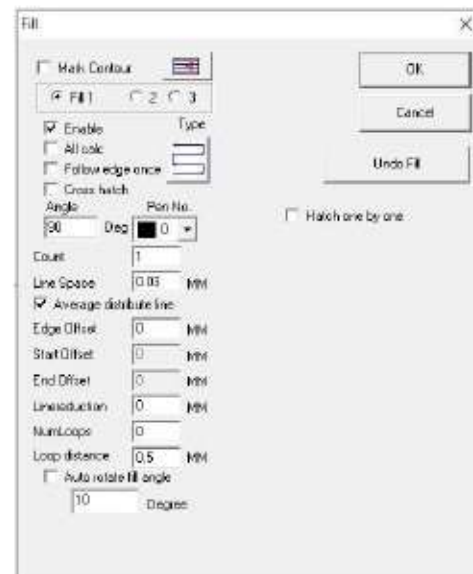 Fill
Mark Contour
OK
Fill 1 2 3
Cancel
Enable Type
All calc
Follow edge once
Undo Fill
Cross hatch
Angle Pen No.
90 Deg 0
Hatch one by one
Count 1
Line Space 0.03 MM
Average distribute line
Edge Offset 0 MM
Start Offset 0 MM
End Offset 0 MM
Linereduction 0 MM
NumLoops 0
Loop distance 0.5 MM
Auto rotate fill angle
10 Degree